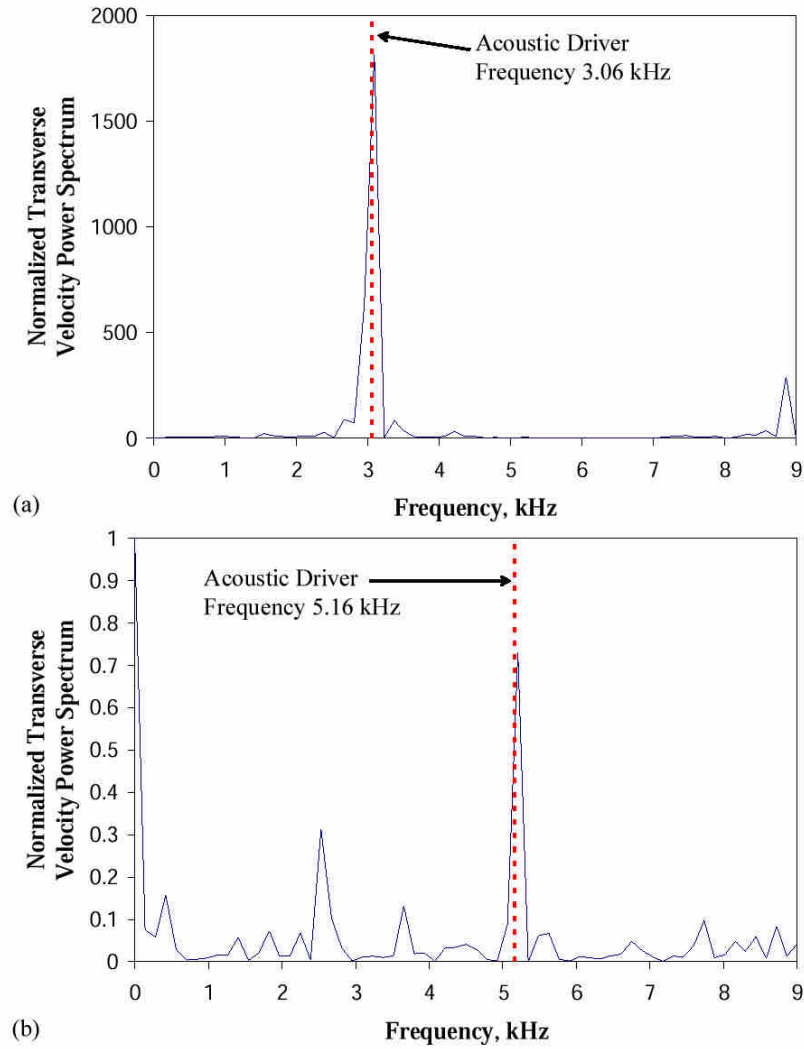 2000
1500
1000
500
0
Normalized Transverse
Velocity Power Spectrum
Acoustic Driver
Frequency 3.06 kHz
0 1 2 3 4 5 6 7 8 9
Frequency, kHz
(a)
1
0.9
0.8
0.7
0.6
0.5
0.4
0.3
0.2
0.1
0
Normalized Transverse
Velocity Power Spectrum
Acoustic Driver
Frequency 5.16 kHz
0 1 2 3 4 5 6 7 8 9
Frequency, kHz
(b)